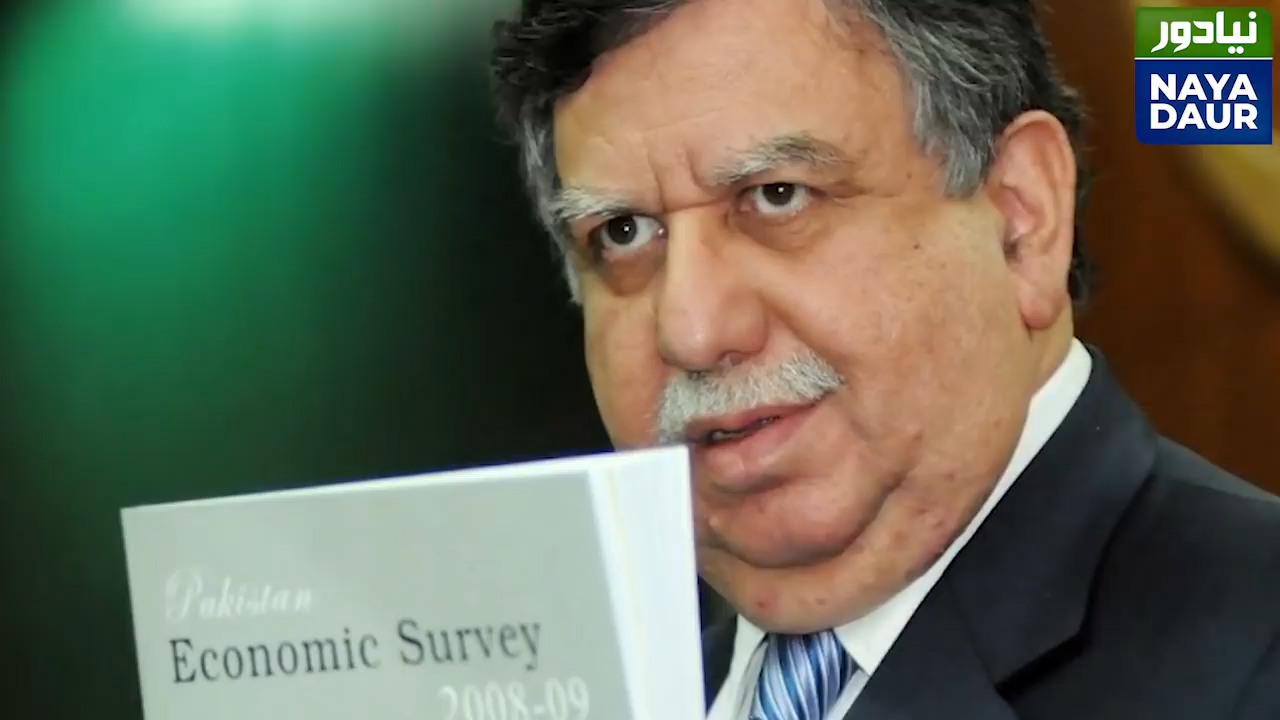 نیادور
NAYA
DAUR
Pakistan
Economic Survey
2008-09